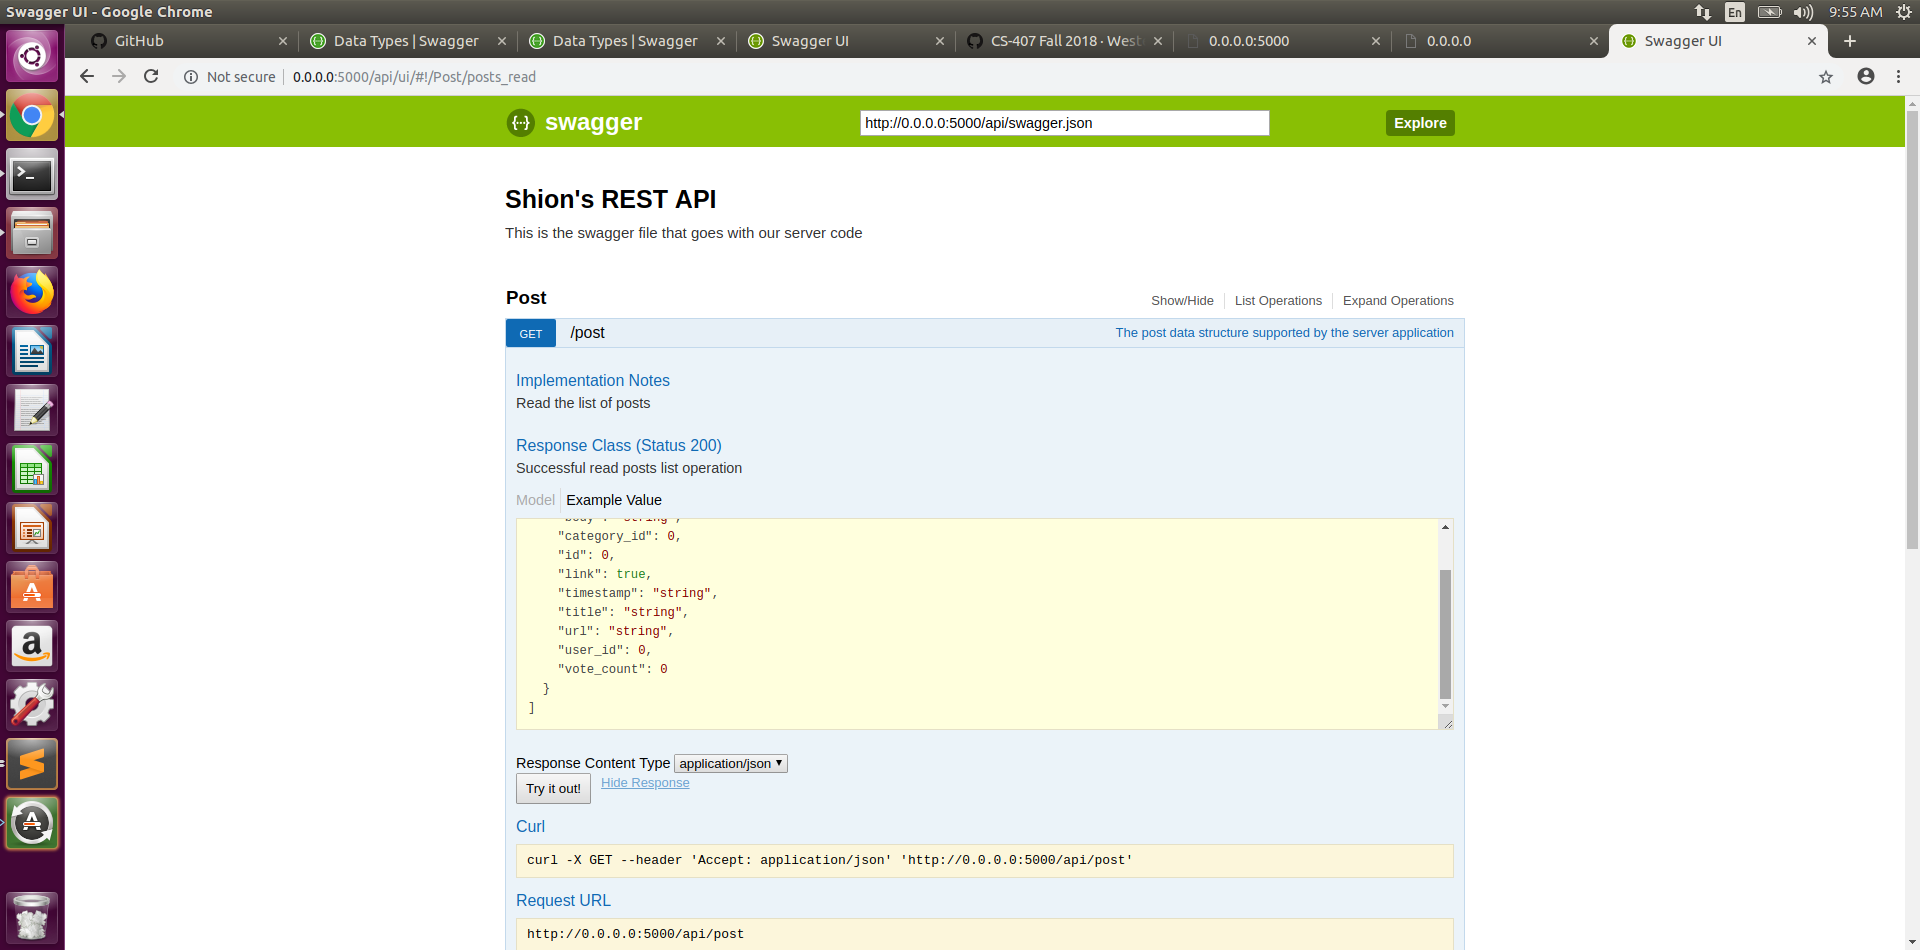 Swagger UI - Google Chrome
En
9:55 AM
GitHub
Data Types | Swagger
Data Types | Swagger
Swagger UI
CS-407 Fall 2018 · West
0.0.0.0:5000
0.0.0.0
Swagger UI
Not secure
0.0.0.0:5000/api/ui/#!/Post/posts_read
{···} swagger
http://0.0.0.0:5000/api/swagger.json
Explore
Shion's REST API
This is the swagger file that goes with our server code
Post
Show/Hide
List Operations
Expand Operations
GET
/post
The post data structure supported by the server application
Implementation Notes
Read the list of posts
Response Class (Status 200)
Successful read posts list operation
Model
Example Value
"body": "string",
"category_id": 0,
"id": 0,
"link": true,
"timestamp": "string",
"title": "string",
"url": "string",
"user_id": 0,
"vote_count": 0
}
]
Response Content Type application/json
Try it out!
Hide Response
Curl
curl -X GET --header 'Accept: application/json' 'http://0.0.0.0:5000/api/post'
Request URL
http://0.0.0.0:5000/api/post